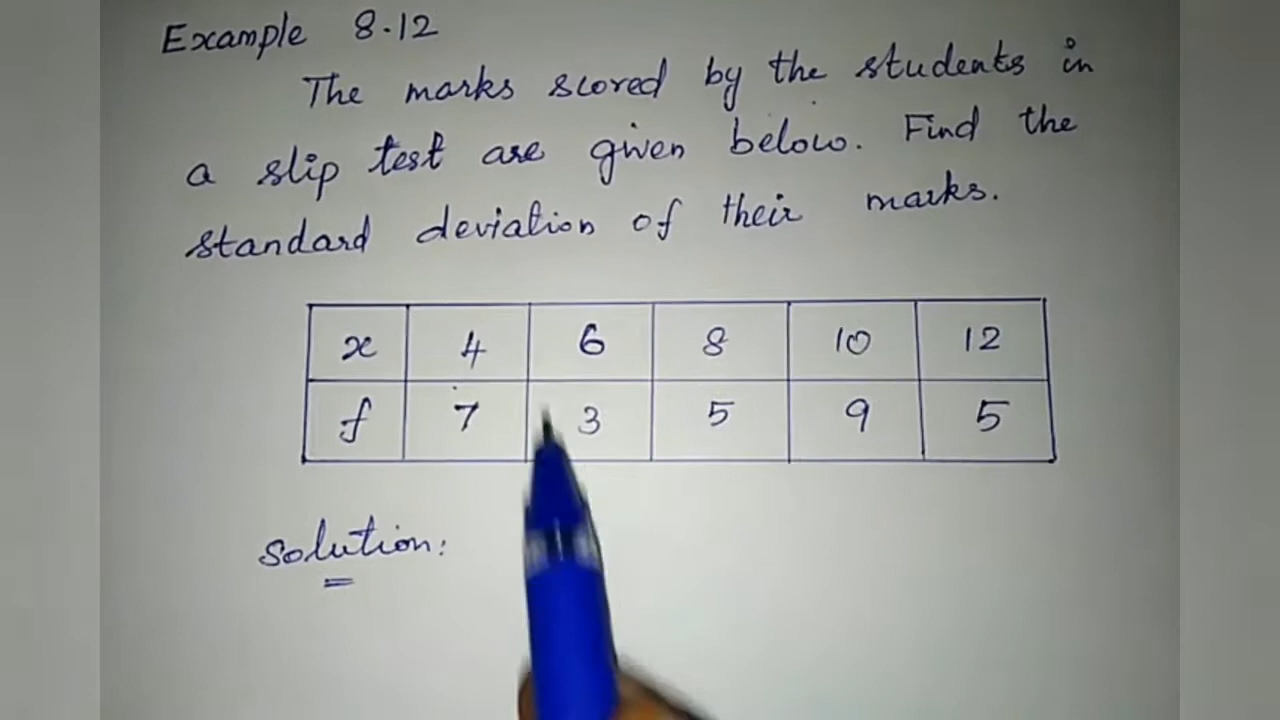 Example 8.12
The marks scored by the students in
a slip test are given below. Find the
standard deviation of their marks.
x 4 6 8 10 12
f 7 3 5 9 5
Solution: